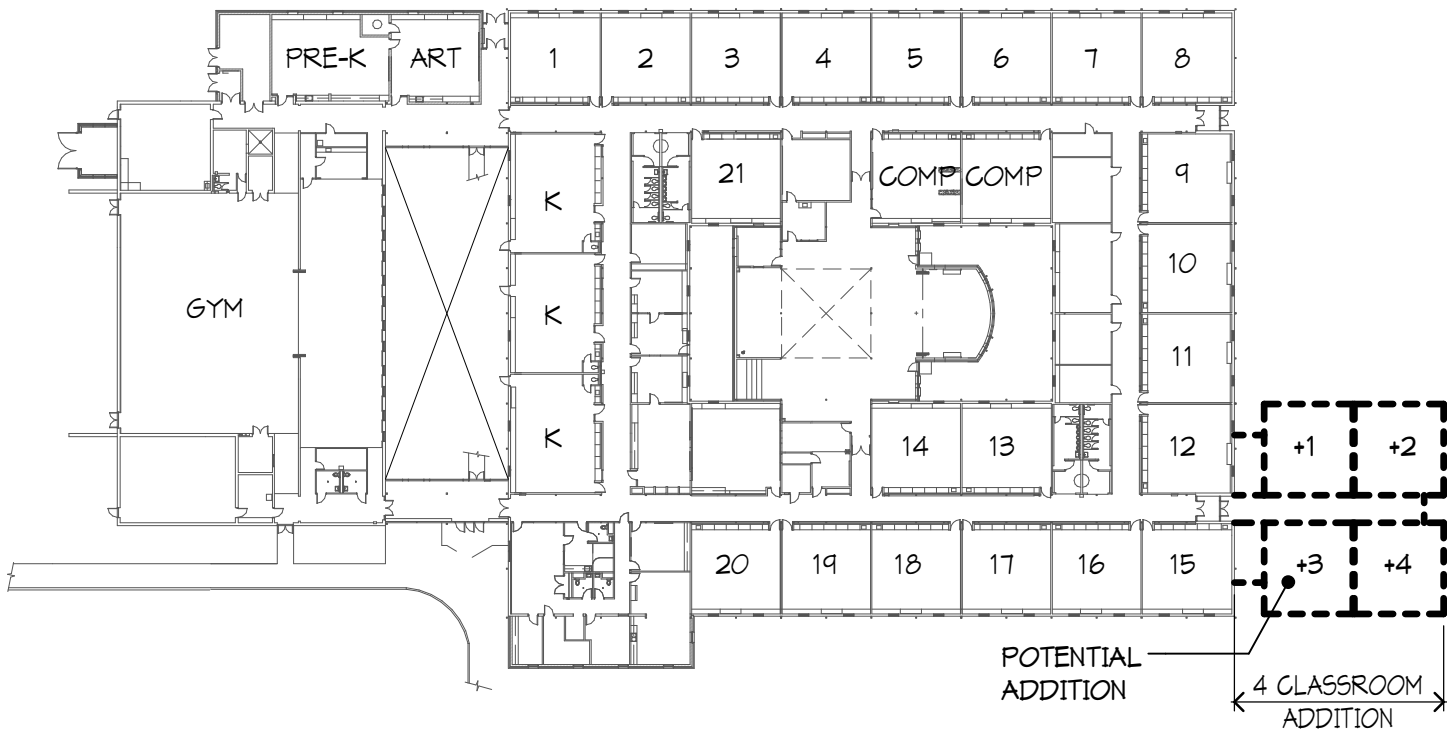 PRE-K
ART
1
2
3
4
5
6
7
8
K
21
COMP
COMP
9
GYM
K
10
11
K
14
13
12
+1
+2
20
19
18
17
16
15
+3
+4
POTENTIAL
ADDITION
4 CLASSROOM
ADDITION